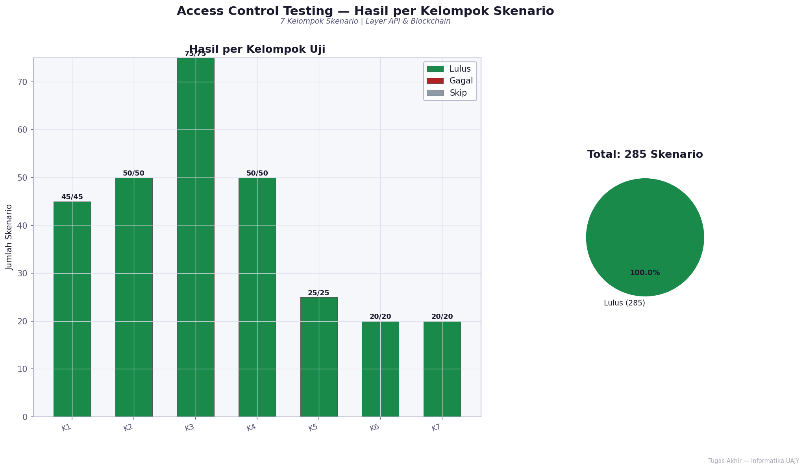 Access Control Testing — Hasil per Kelompok Skenario
7 Kelompok Skenario | Layer API & Blockchain
Hasil per Kelompok Uji
75/75
Lulus
Gagal
Skip
70
60
50
40
30
20
10
0
Jumlah Skenario
45/45
50/50
50/50
25/25
20/20
20/20
K1
K2
K3
K4
K5
K6
K7
Total: 285 Skenario
100.0%
Lulus (285)
Tugas Akhir — Informatika UAJY